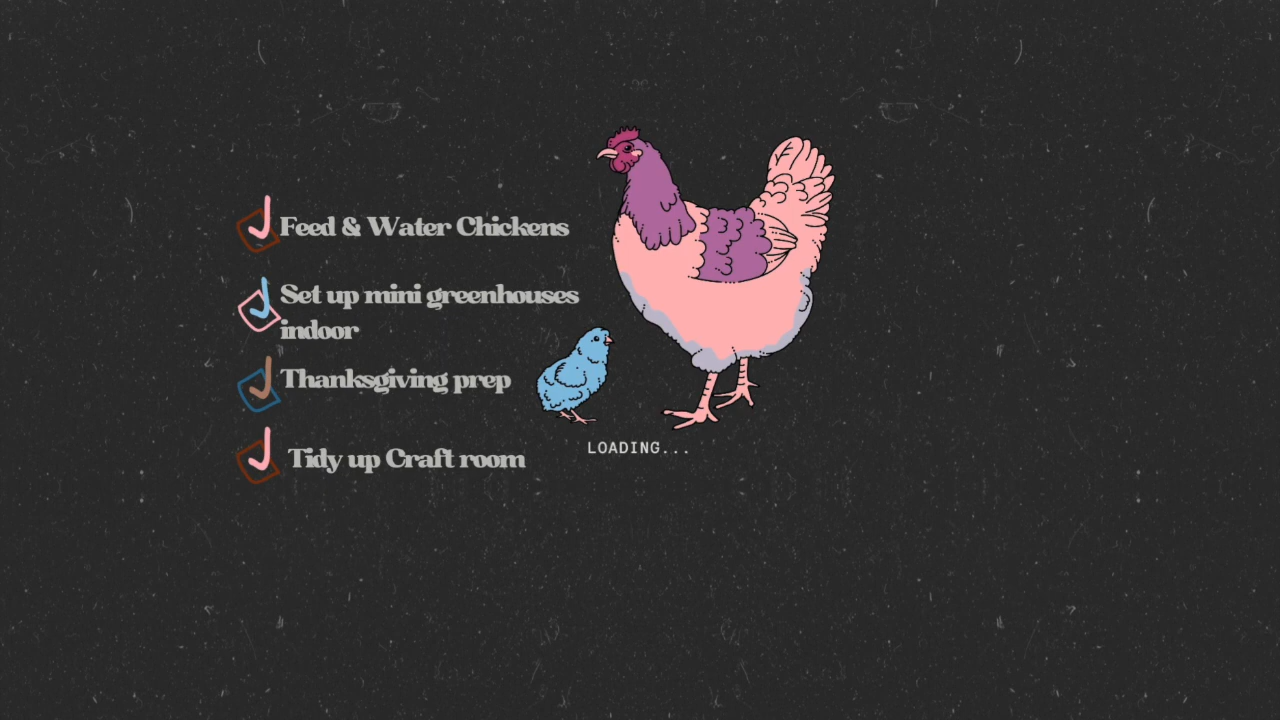 Feed & Water Chickens
Set up mini greenhouses
indoor
Thanksgiving prep
Tidy up Craft room
LOADING...